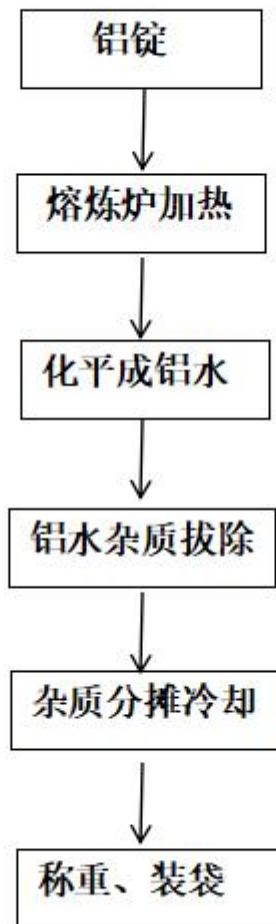 铝锭
熔炼炉加热
化平成铝水
铝水杂质拔除
杂质分摊冷却
称重、装袋